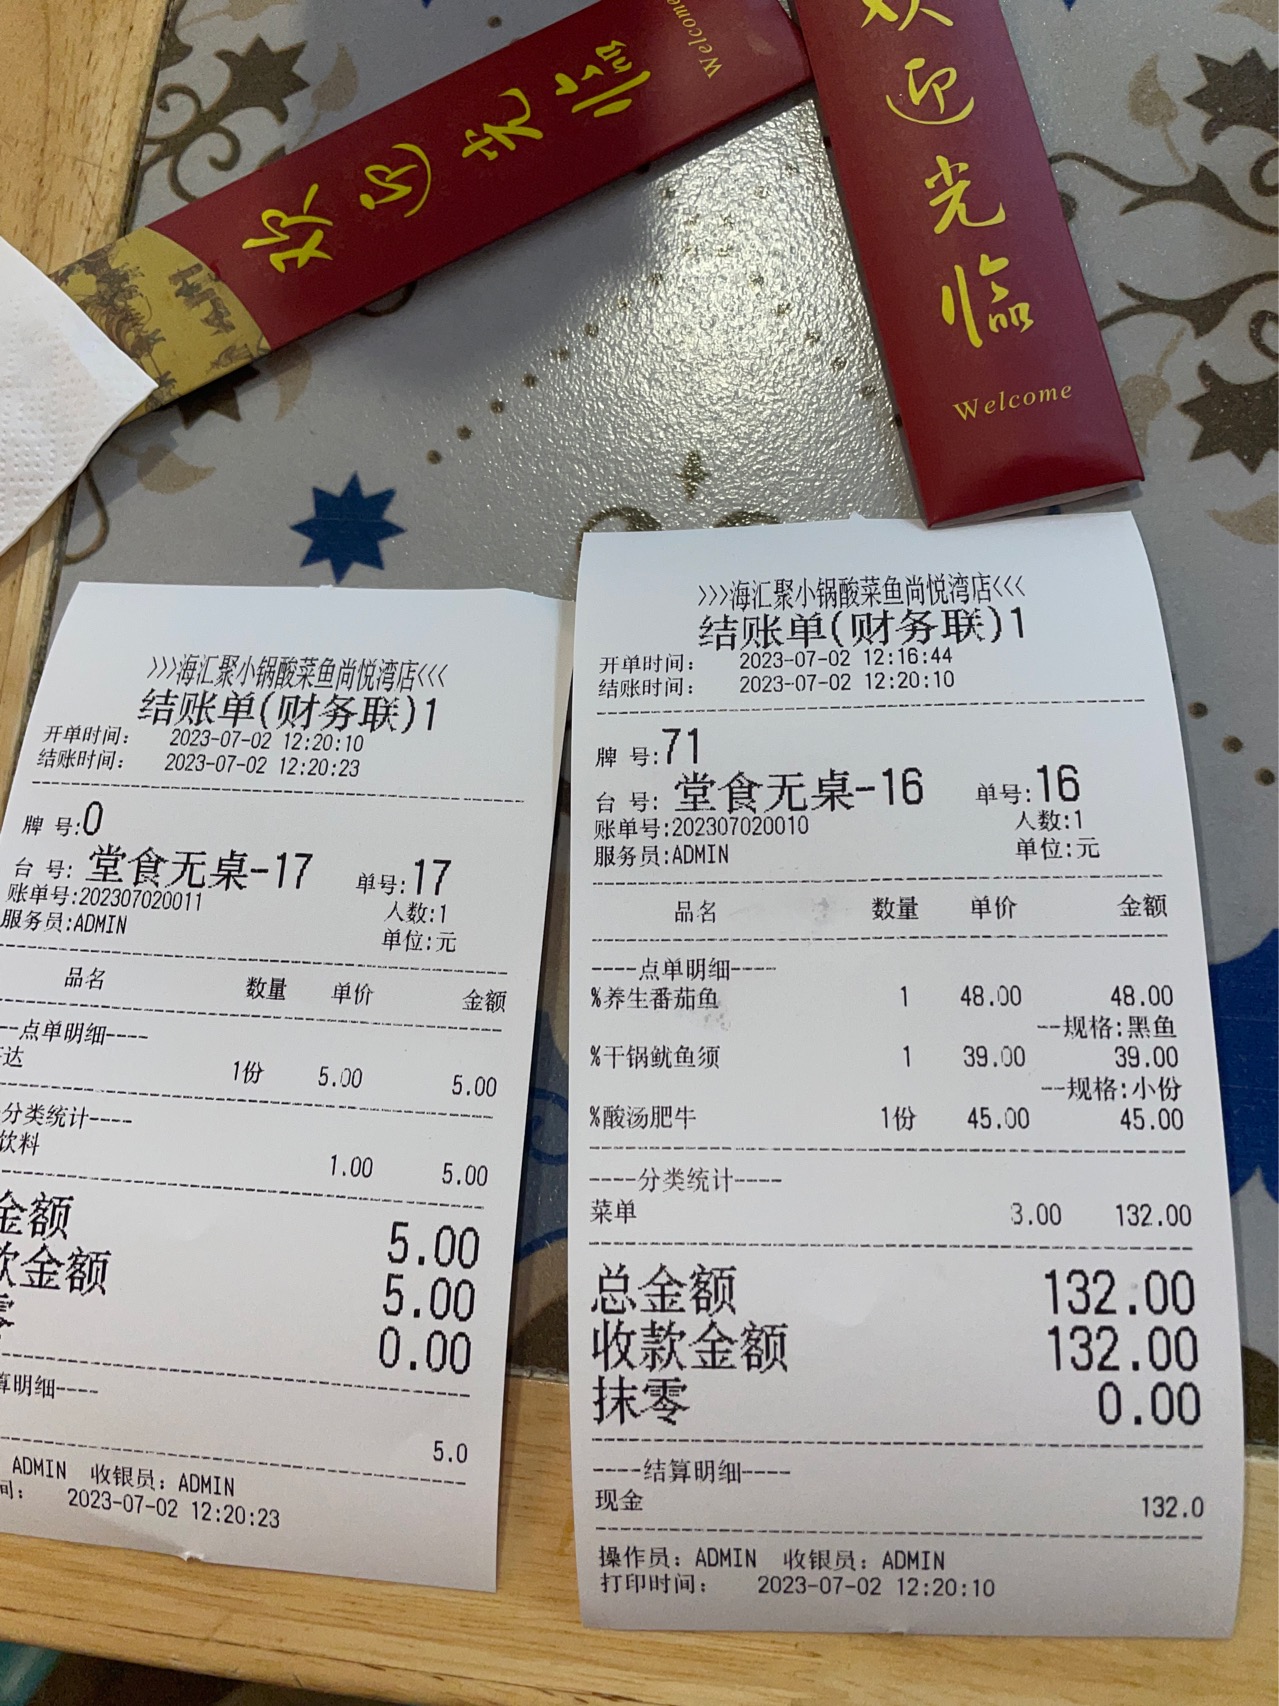 欢迎光临
Welcome
欢迎光临
Welcome
>>>海汇聚小锅酸菜鱼尚悦湾店<<<
结账单(财务联)1
开单时间: 2023-07-02 12:20:10
结账时间: 2023-07-02 12:20:23
牌 号:0
台 号: 堂食无桌-17 单号:17
账单号:202307020011 人数:1
服务员:ADMIN 单位:元
品名 数量 单价 金额
--点单明细----
达 1份 5.00 5.00
分类统计----
饮料 1.00 5.00
金额 5.00
款金额 5.00
零 0.00
算明细----
5.0
ADMIN 收银员: ADMIN
间: 2023-07-02 12:20:23
>>>海汇聚小锅酸菜鱼尚悦湾店<<<
结账单(财务联)1
开单时间: 2023-07-02 12:16:44
结账时间: 2023-07-02 12:20:10
牌 号:71
台 号: 堂食无桌-16 单号:16
账单号:202307020010 人数:1
服务员:ADMIN 单位:元
品名 数量 单价 金额
----点单明细----
%养生番茄鱼 1 48.00 48.00
--规格:黑鱼
%干锅鱿鱼须 1 39.00 39.00
--规格:小份
%酸汤肥牛 1份 45.00 45.00
----分类统计----
菜单 3.00 132.00
总金额 132.00
收款金额 132.00
抹零 0.00
----结算明细----
现金 132.0
操作员: ADMIN 收银员: ADMIN
打印时间: 2023-07-02 12:20:10